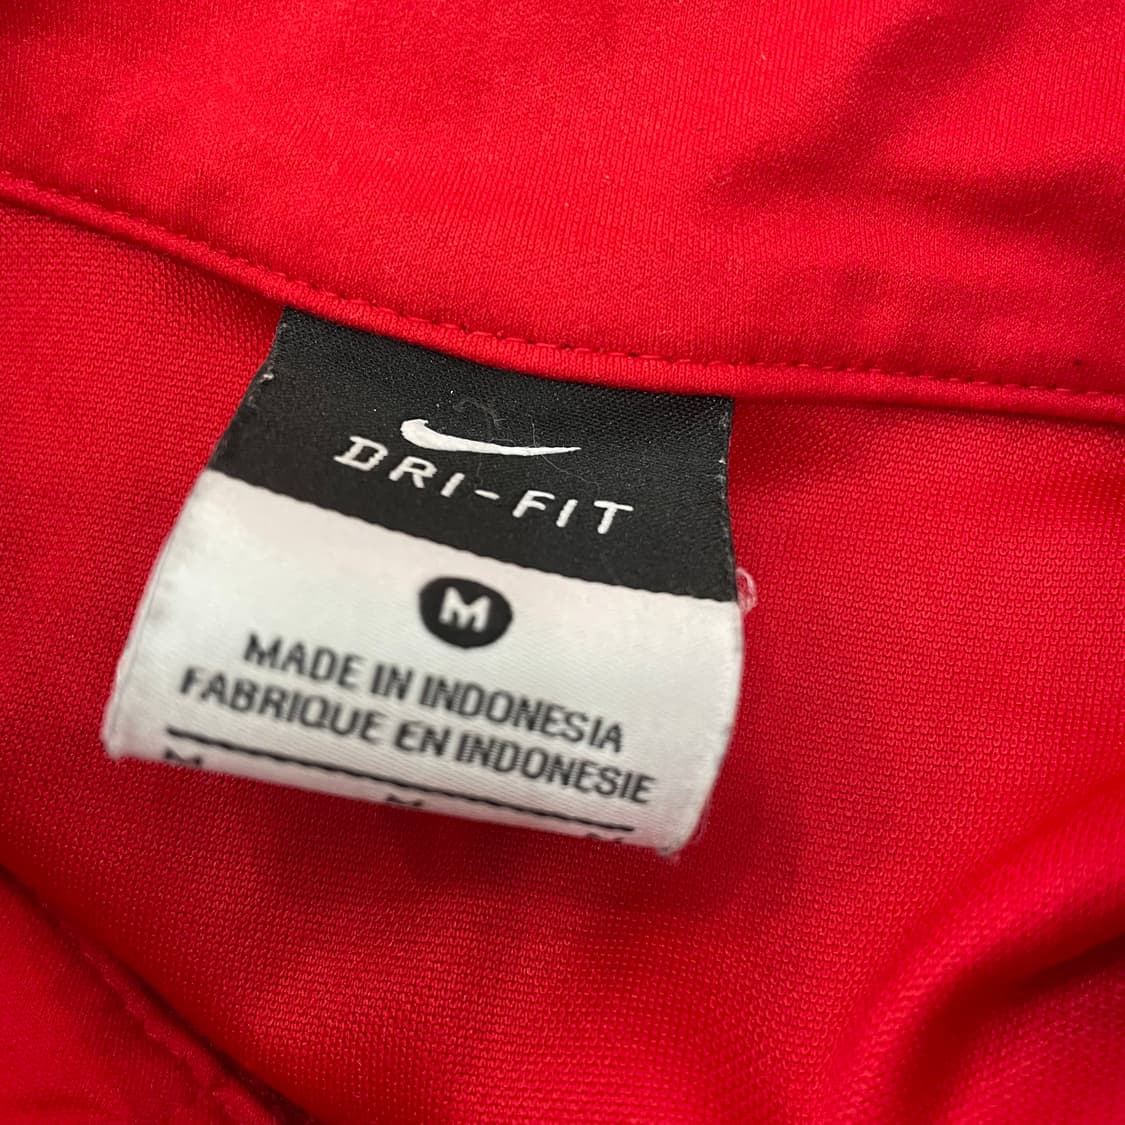 DRI-FIT
M
MADE IN INDONESIA
FABRIQUE EN INDONESIE